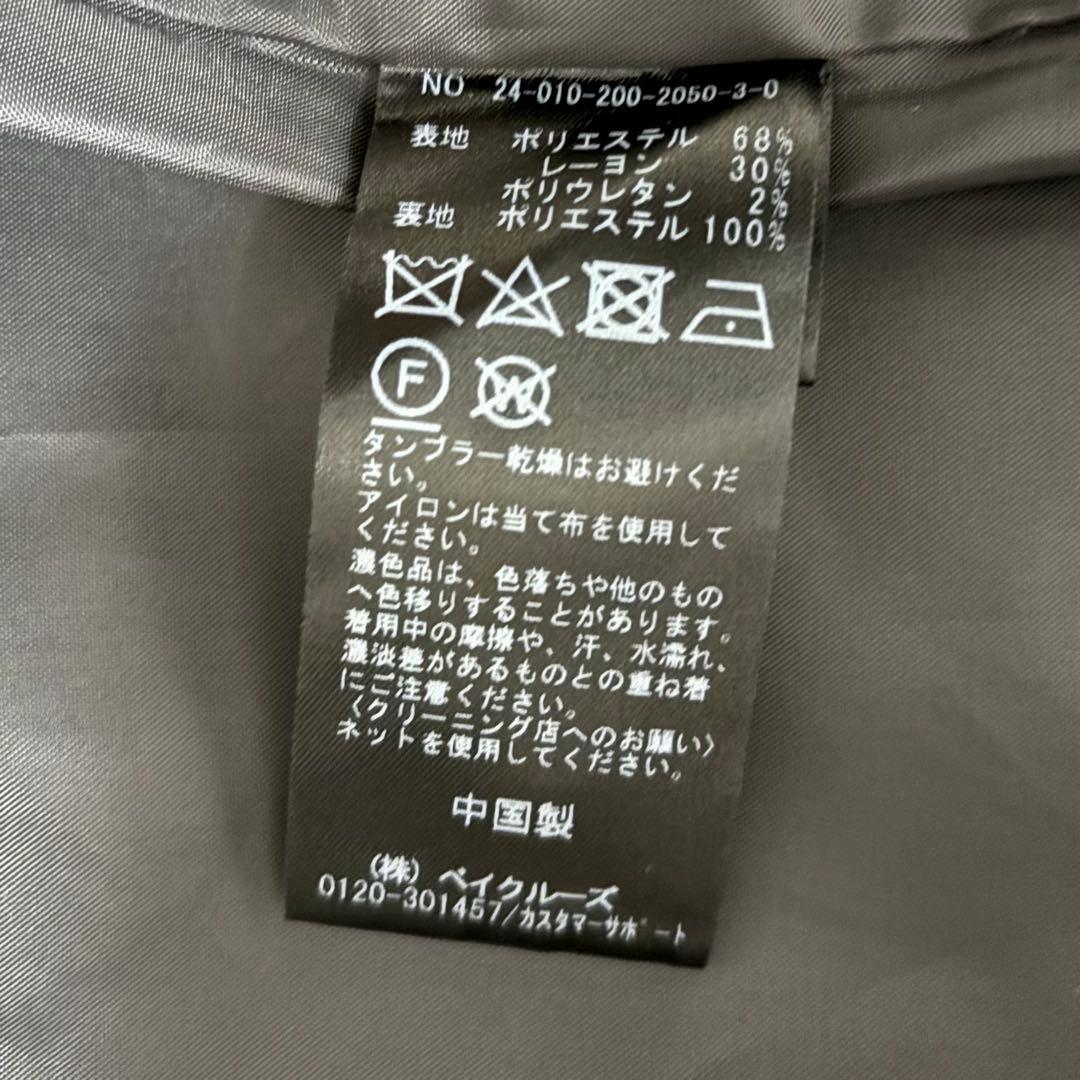 NO 24-010-200-2050-3-0
表地 ポリエステル 68%
レーヨン 30%
ポリウレタン 2%
裏地 ポリエステル 100%
F W
タンブラー乾燥はお避けくだ
さい。
アイロンは当て布を使用して
ください。
濃色品は、色落ちや他のもの
へ色移りすることがあります。
着用中の摩擦や、汗、水濡れ、
濃淡差があるものとの重ね着
にご注意ください。
〈クリーニング店へのお願い〉
ネットを使用してください。
中国製
(株) ベイクルーズ
0120-301457/カスタマーサポート